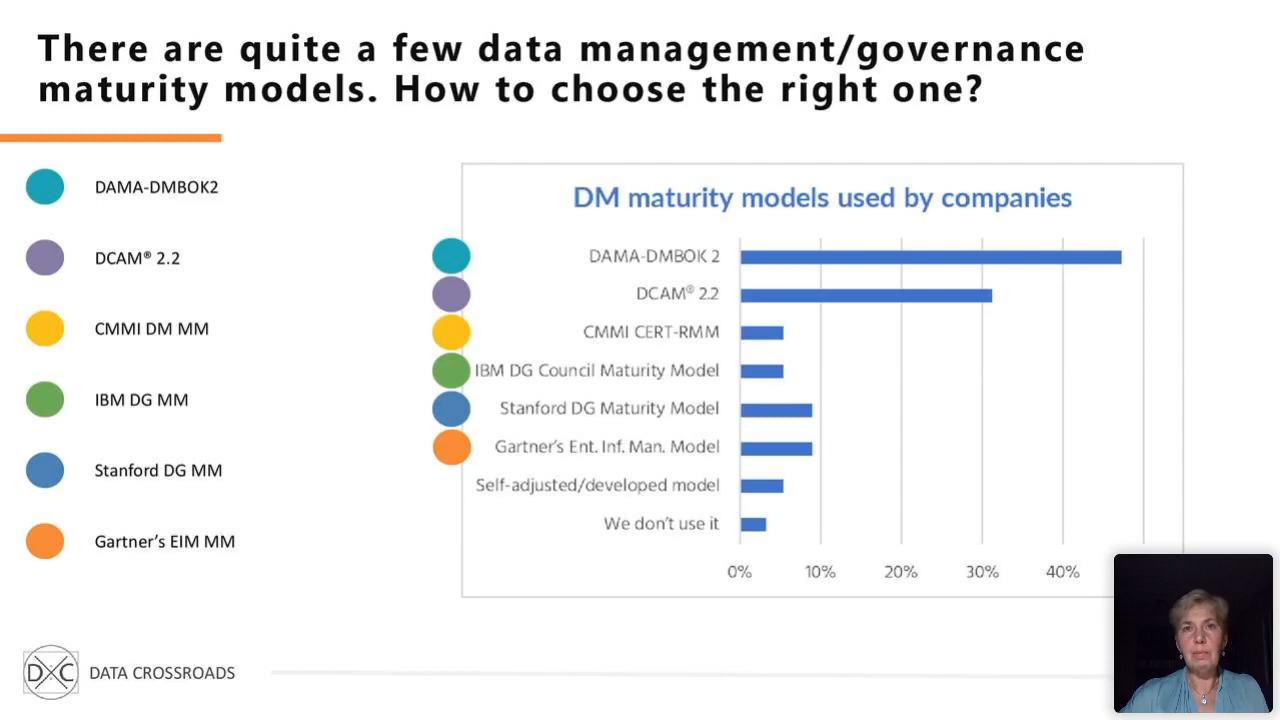 There are quite a few data management/governance
maturity models. How to choose the right one?
DAMA-DMBOK2
DCAM® 2.2
CMMI DM MM
IBM DG MM
Stanford DG MM
Gartner's EIM MM
DM maturity models used by companies
DAMA-DMBOK 2
DCAM® 2.2
CMMI CERT-RMM
IBM DG Council Maturity Model
Stanford DG Maturity Model
Gartner's Ent. Inf. Man. Model
Self-adjusted/developed model
We don't use it
0% 10% 20% 30% 40%
DXC DATA CROSSROADS